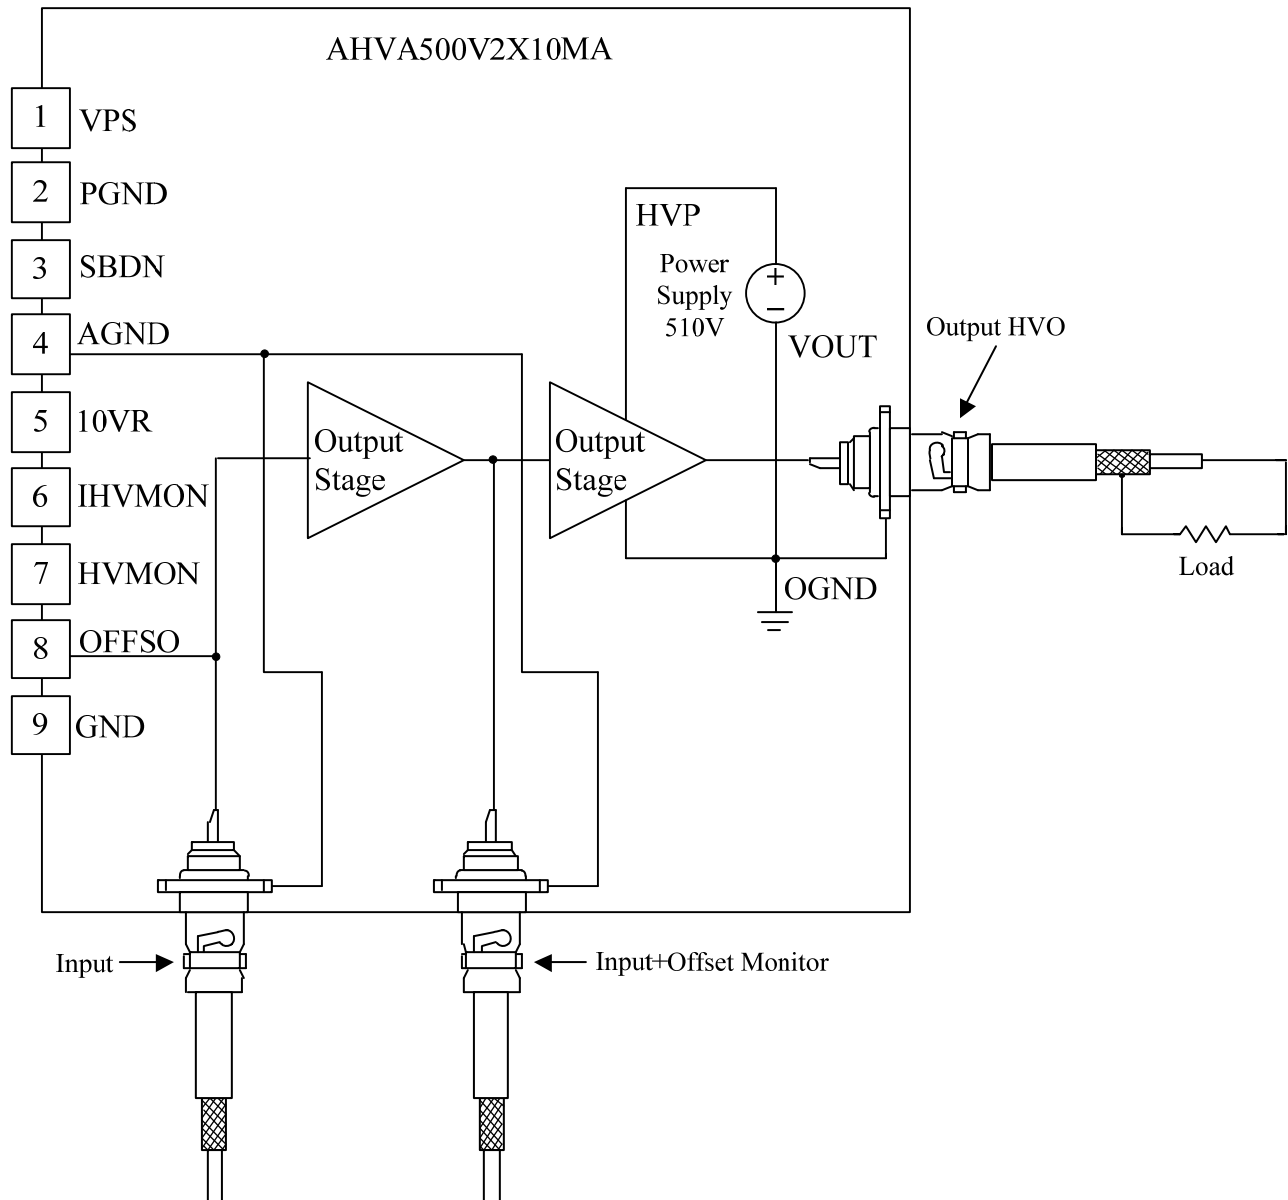 AHVA500V2X10MA
1 VPS
2 PGND
3 SBDN
4 AGND
5 10VR
6 IHVMON
7 HVMON
8 OFFSO
9 GND
HVP
Power
Supply
510V
+
−
VOUT
Output HVO
Output
Stage
Output
Stage
OGND
Load
Input
Input+Offset Monitor